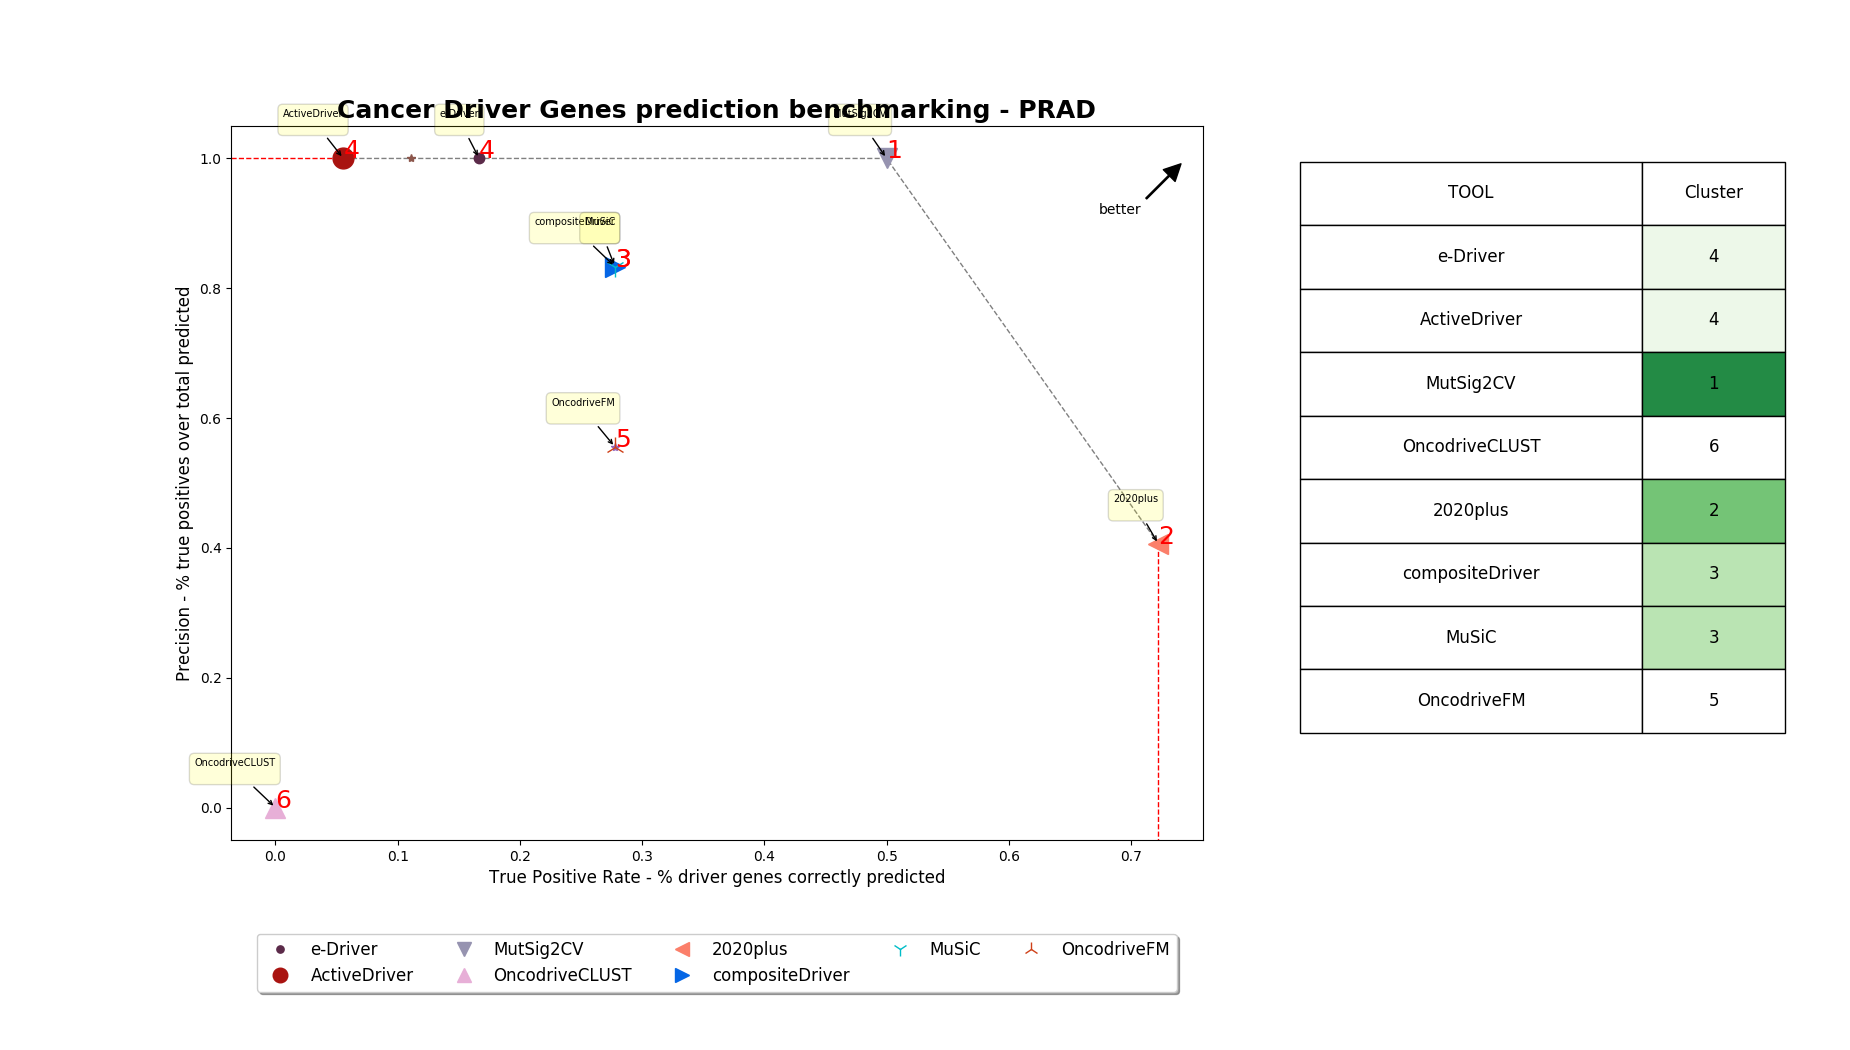 Cancer Driver Genes prediction benchmarking - PRAD
ActiveDriver
e-Driver
MutSig2CV
4
4
1
better
compositeDriver
MuSiC
3
OncodriveFM
5
2020plus
2
OncodriveCLUST
6
Precision - % true positives over total predicted
1.0
0.8
0.6
0.4
0.2
0.0
0.0 0.1 0.2 0.3 0.4 0.5 0.6 0.7
True Positive Rate - % driver genes correctly predicted
e-Driver MutSig2CV 2020plus MuSiC OncodriveFM
ActiveDriver OncodriveCLUST compositeDriver
TOOL Cluster
e-Driver 4
ActiveDriver 4
MutSig2CV 1
OncodriveCLUST 6
2020plus 2
compositeDriver 3
MuSiC 3
OncodriveFM 5